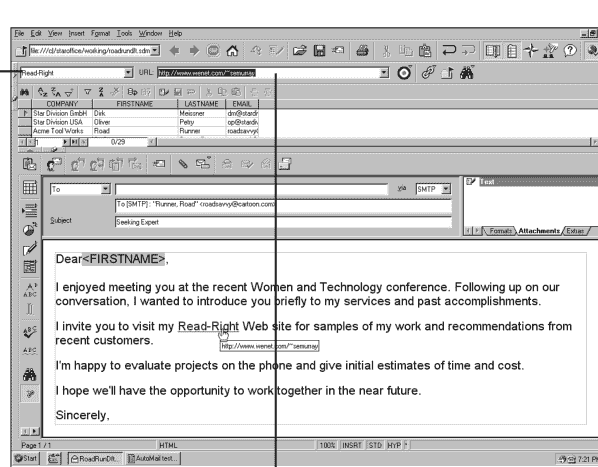 File Edit View Insert Format Tools Window Help
file:///c|/staroffice/working/roadrundlt.sdm
Read-Right URL http://www.wenet.com/~semunay
COMPANY FIRSTNAME LASTNAME EMAIL
Star Division GmbH Dirk Meissner dm@stardiv
Star Division USA Oliver Petry op@stardiv
Acme Tool Works Road Runner roadsavvy(
1 0/29
To via SMTP Text
To [SMTP]: "Runner, Road" <roadsavvy@cartoon.com>
Subject Seeking Expert Formats Attachments Extras
Dear<FIRSTNAME>,
I enjoyed meeting you at the recent Women and Technology conference. Following up on our
conversation, I wanted to introduce you briefly to my services and past accomplishments.
I invite you to visit my Read-Right Web site for samples of my work and recommendations from
http://www.wenet.com/~semunay
recent customers.
I'm happy to evaluate projects on the phone and give initial estimates of time and cost.
I hope we'll have the opportunity to work together in the near future.
Sincerely,
Page 1 / 1 HTML 100% INSRT STD HYP *
Start RoadRunDlt... AutoMail test... 7:21 PM